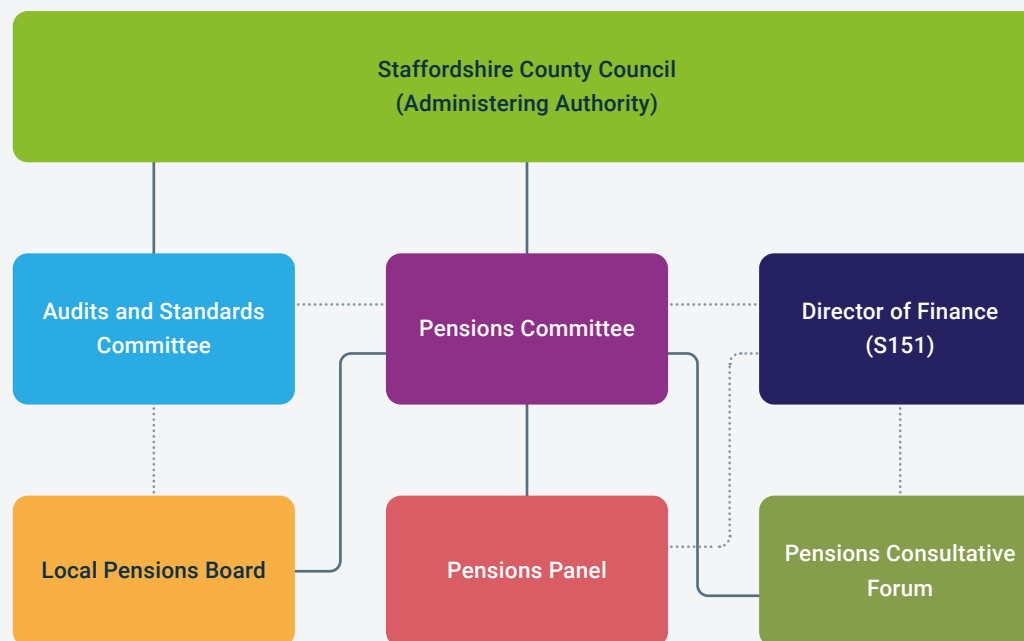 Staffordshire County Council
(Administering Authority)
Audits and Standards
Committee
Pensions Committee
Director of Finance
(S151)
Local Pensions Board
Pensions Panel
Pensions Consultative
Forum